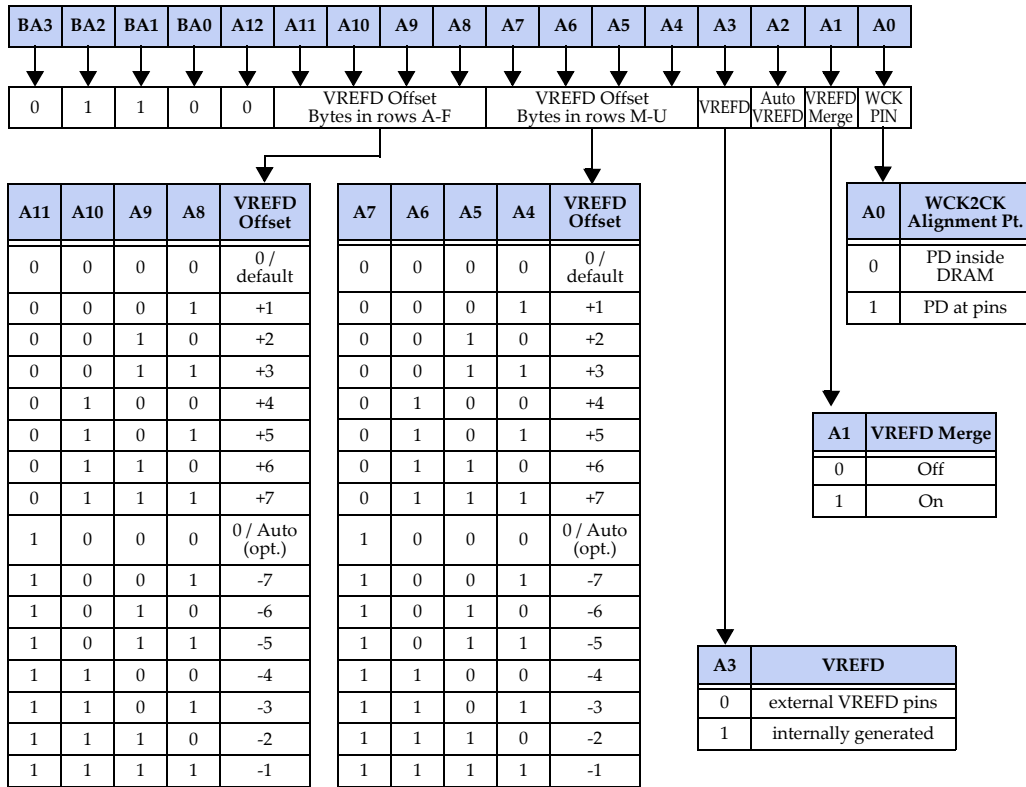 BA3 BA2 BA1 BA0 A12 A11 A10 A9 A8 A7 A6 A5 A4 A3 A2 A1 A0
0 1 1 0 0 VREFD Offset Bytes in rows A-F VREFD Offset Bytes in rows M-U VREFD Auto VREFD VREFD Merge WCK PIN
A11 A10 A9 A8 VREFD Offset
0 0 0 0 0 / default
0 0 0 1 +1
0 0 1 0 +2
0 0 1 1 +3
0 1 0 0 +4
0 1 0 1 +5
0 1 1 0 +6
0 1 1 1 +7
1 0 0 0 0 / Auto (opt.)
1 0 0 1 -7
1 0 1 0 -6
1 0 1 1 -5
1 1 0 0 -4
1 1 0 1 -3
1 1 1 0 -2
1 1 1 1 -1
A7 A6 A5 A4 VREFD Offset
0 0 0 0 0 / default
0 0 0 1 +1
0 0 1 0 +2
0 0 1 1 +3
0 1 0 0 +4
0 1 0 1 +5
0 1 1 0 +6
0 1 1 1 +7
1 0 0 0 0 / Auto (opt.)
1 0 0 1 -7
1 0 1 0 -6
1 0 1 1 -5
1 1 0 0 -4
1 1 0 1 -3
1 1 1 0 -2
1 1 1 1 -1
A0 WCK2CK Alignment Pt.
0 PD inside DRAM
1 PD at pins
A1 VREFD Merge
0 Off
1 On
A3 VREFD
0 external VREFD pins
1 internally generated